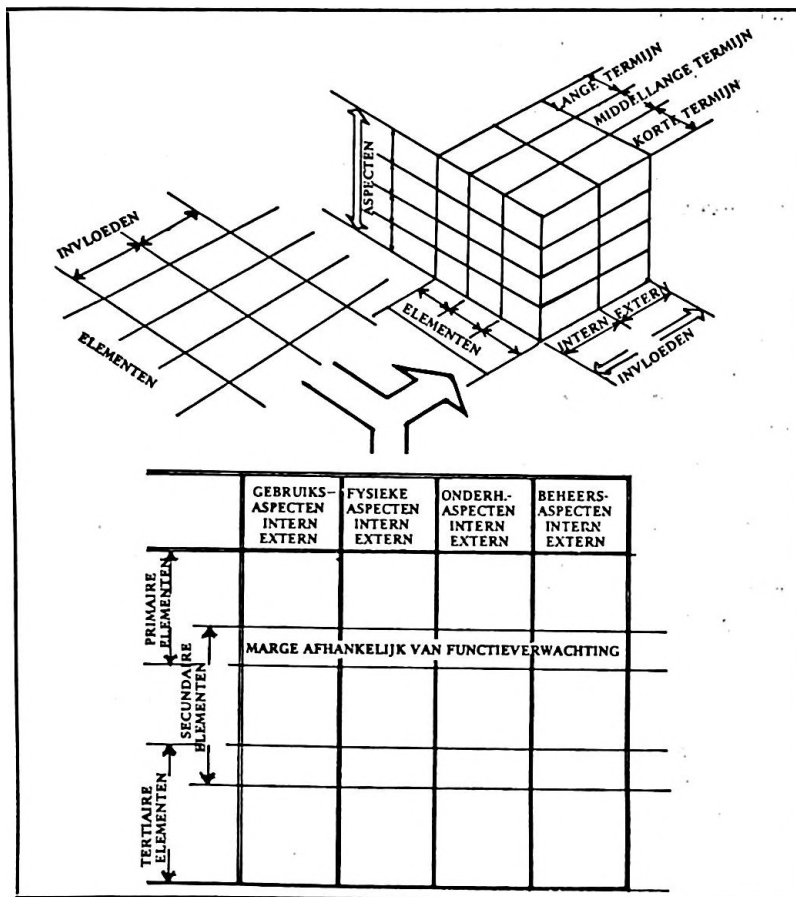 LANGE TERMIJN
MIDDELLANGE TERMIJN
KORTE TERMIJN
ASPECTEN
INVLOEDEN
ELEMENTEN
ELEMENTEN
INTERN EXTERN
INVLOEDEN
GEBRUIKS-
ASPECTEN
INTERN
EXTERN
FYSIEKE
ASPECTEN
INTERN
EXTERN
ONDERH.-
ASPECTEN
INTERN
EXTERN
BEHEERS-
ASPECTEN
INTERN
EXTERN
PRIMAIRE
ELEMENTEN
MARGE AFHANKELIJK VAN FUNCTIEVERWACHTING
SECUNDAIRE
ELEMENTEN
TERTIAIRE
ELEMENTEN